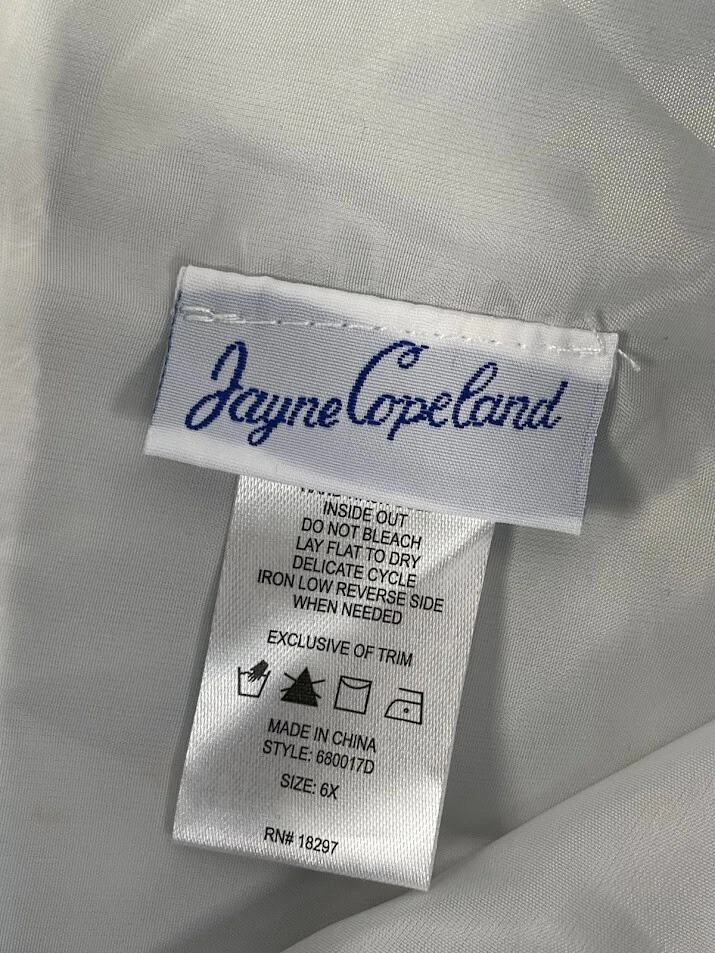 Jayne Copeland
INSIDE OUT
DO NOT BLEACH
LAY FLAT TO DRY
DELICATE CYCLE
IRON LOW REVERSE SIDE
WHEN NEEDED
EXCLUSIVE OF TRIM
MADE IN CHINA
STYLE: 680017D
SIZE: 6X
RN# 18297